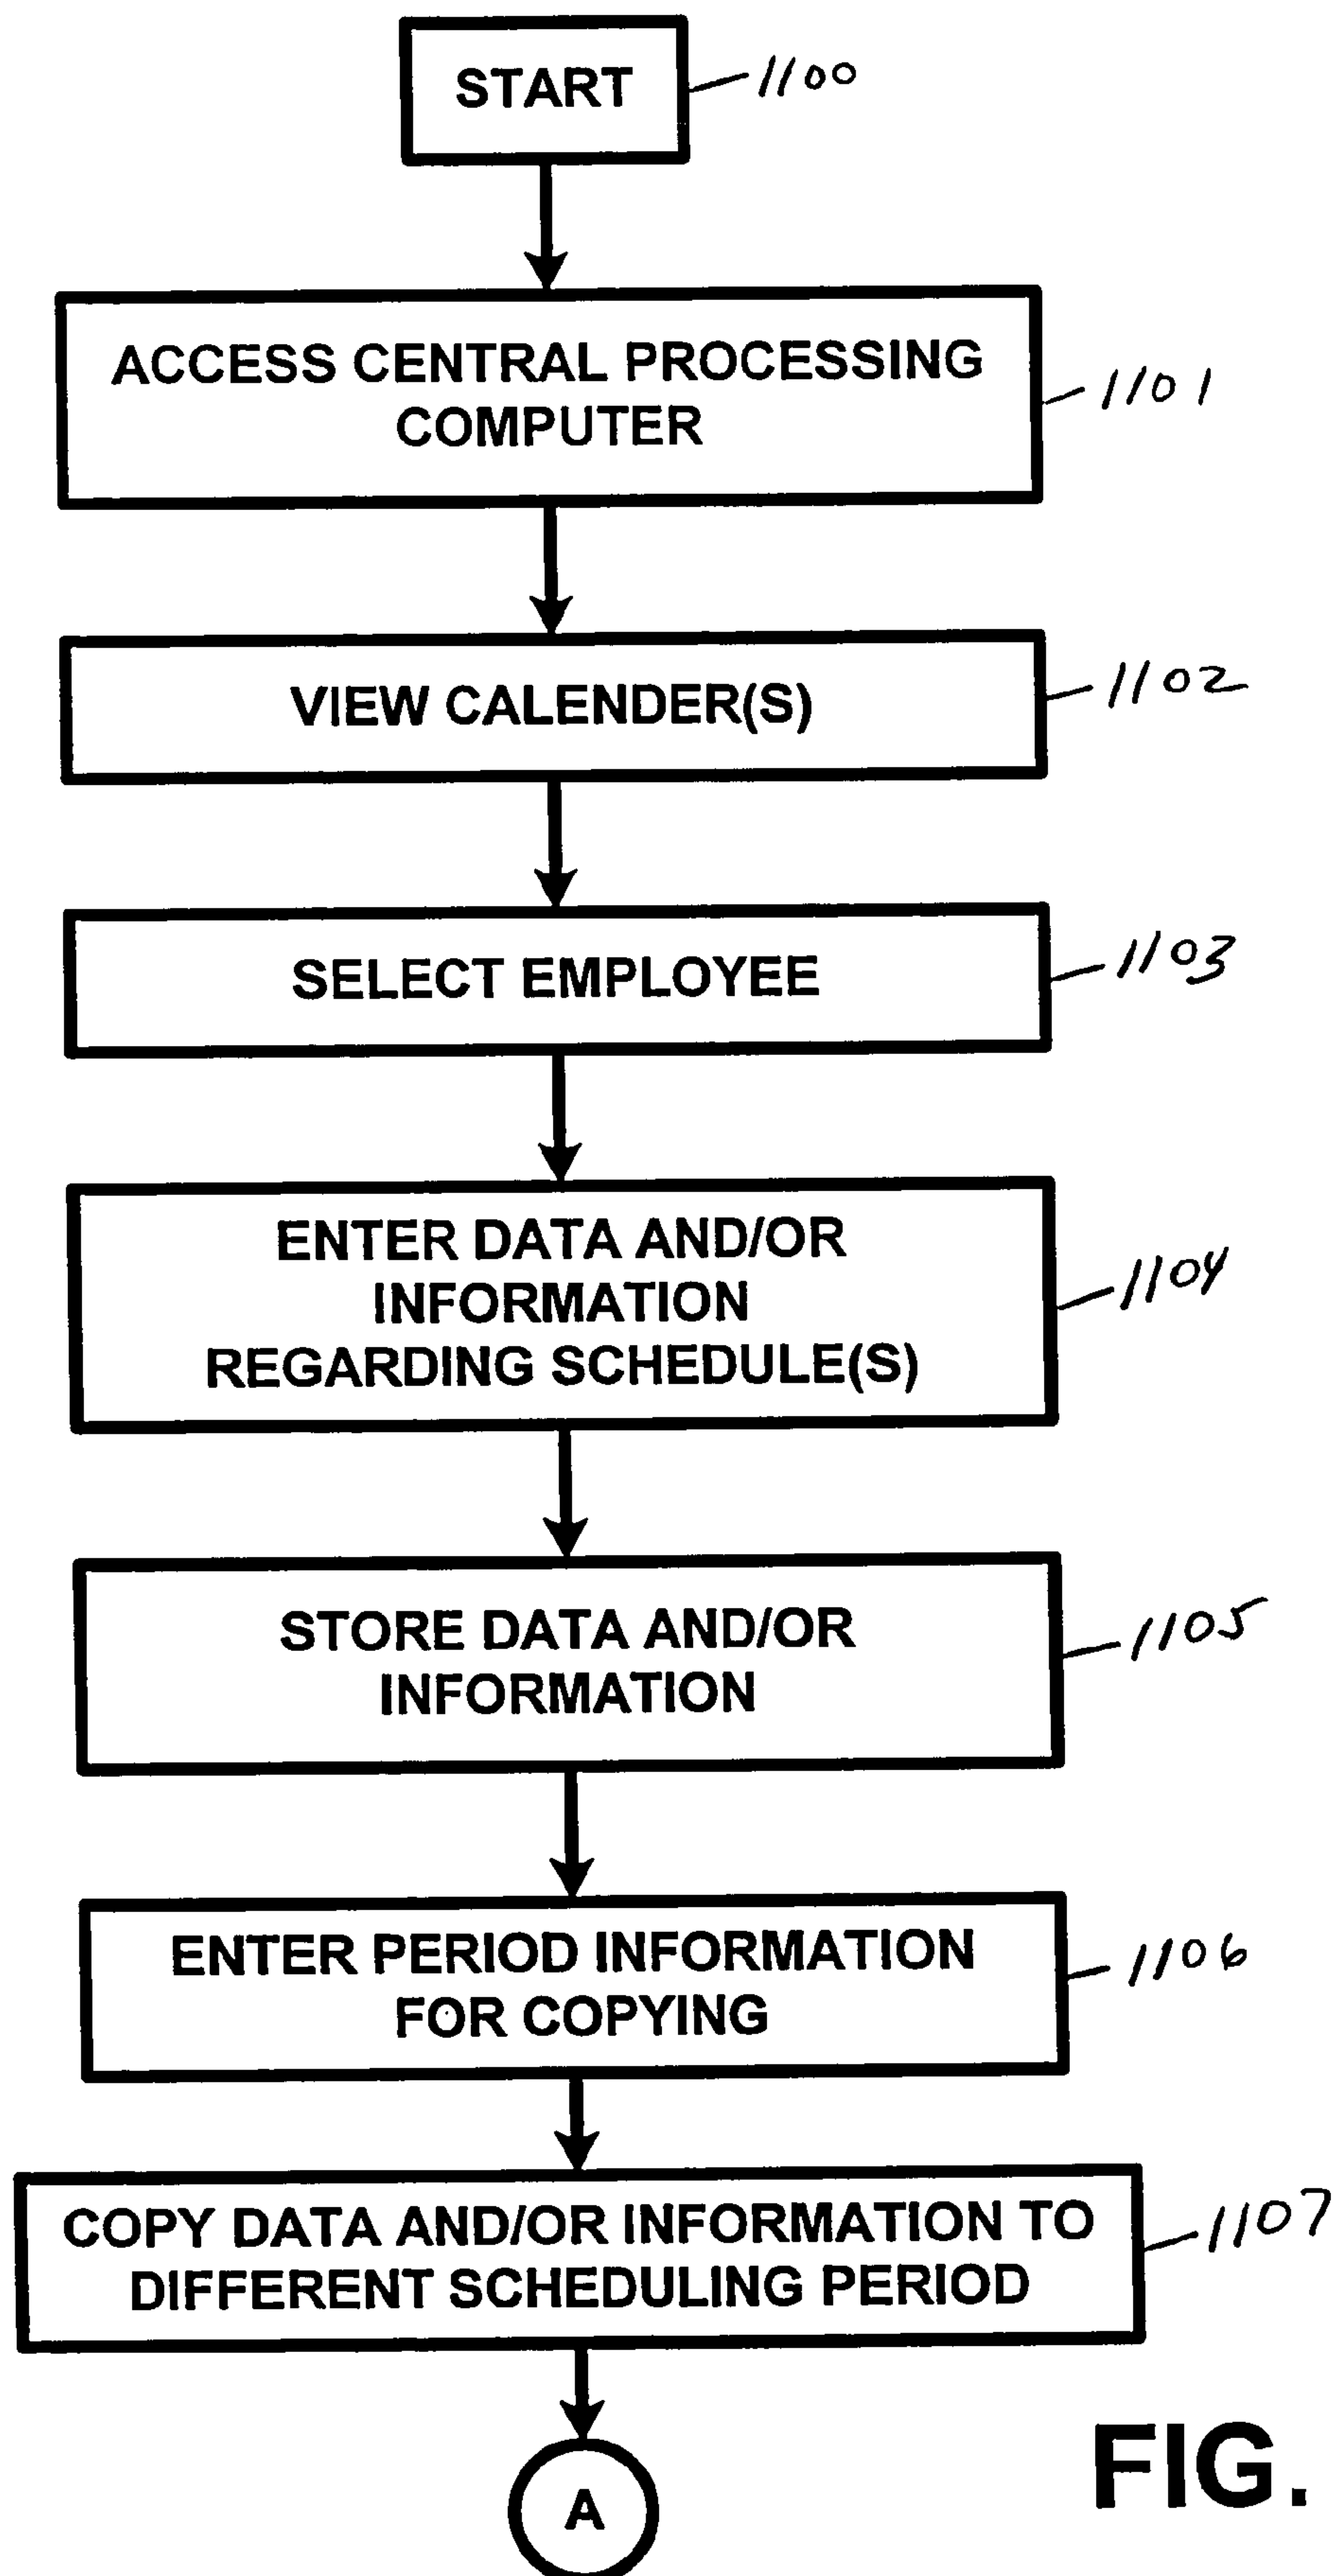 START
1100
ACCESS CENTRAL PROCESSING
COMPUTER
1101
VIEW CALENDER(S)
1102
SELECT EMPLOYEE
1103
ENTER DATA AND/OR
INFORMATION
REGARDING SCHEDULE(S)
1104
STORE DATA AND/OR
INFORMATION
1105
ENTER PERIOD INFORMATION
FOR COPYING
1106
COPY DATA AND/OR INFORMATION TO
DIFFERENT SCHEDULING PERIOD
1107
A
FIG.